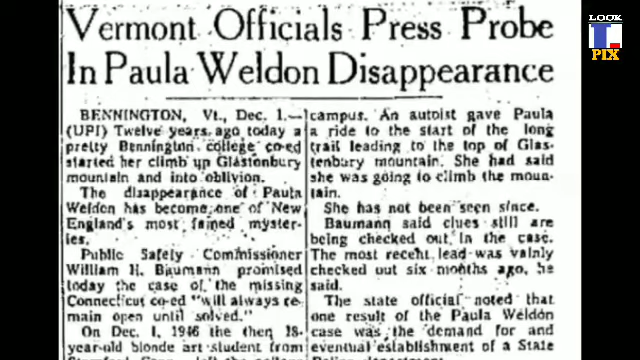 Vermont Officials Press Probe
In Paula Weldon Disappearance
BENNINGTON, Vt., Dec. 1.—
(UPI) Twelve years ago today a
pretty Bennington college co-ed
started her climb up Glastonbury
mountain and into oblivion.
The disappearance of Paula
Weldon has become one of New
England's most famed myster-
ies.
Public Safely Commissioner
William H. Baumann promised
today the case of the missing
Connecticut co-ed "will always re-
main open until solved."
On Dec. 1, 1946 the then 18-
year-old blonde art student from
campus. An autoist gave Paula
a ride to the start of the long
trail leading to the top of Glas-
tenbury mountain. She had said
she was going to climb the moun-
tain.
She has not been seen since.
Baumann said clues still are
being checked out in the case.
The most recent lead was vainly
checked out six months ago, he
said.
The state official noted that
one result of the Paula Weldon
case was the demand for and
eventual establishment of a State
LOOK
PIX